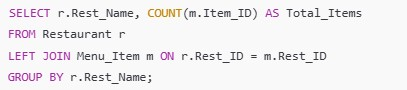 SELECT r.Rest_Name, COUNT(m.Item_ID) AS Total_Items
FROM Restaurant r
LEFT JOIN Menu_Item m ON r.Rest_ID = m.Rest_ID
GROUP BY r.Rest_Name;